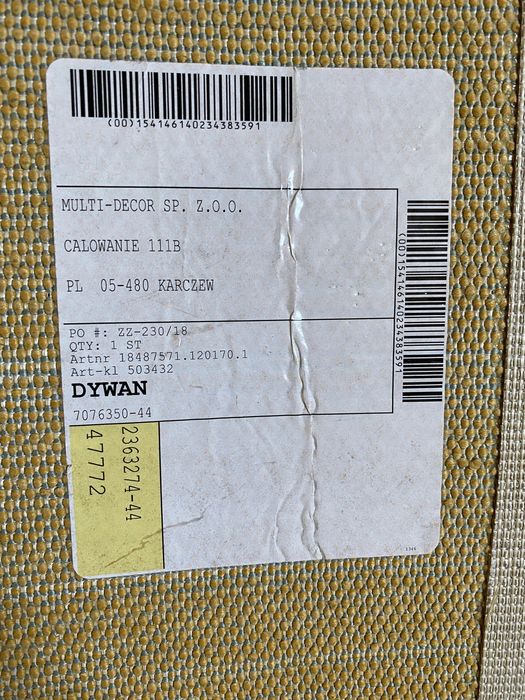 (00)154146140234383591
MULTI-DECOR SP. Z.O.O.
CALOWANIE 111B
PL 05-480 KARCZEW
PO #: ZZ-230/18
QTY: 1 ST
Artnr 18487571.120170.1
Art-kl 503432
DYWAN
7076350-44
2363274-44
47772
(00)154146140234383591